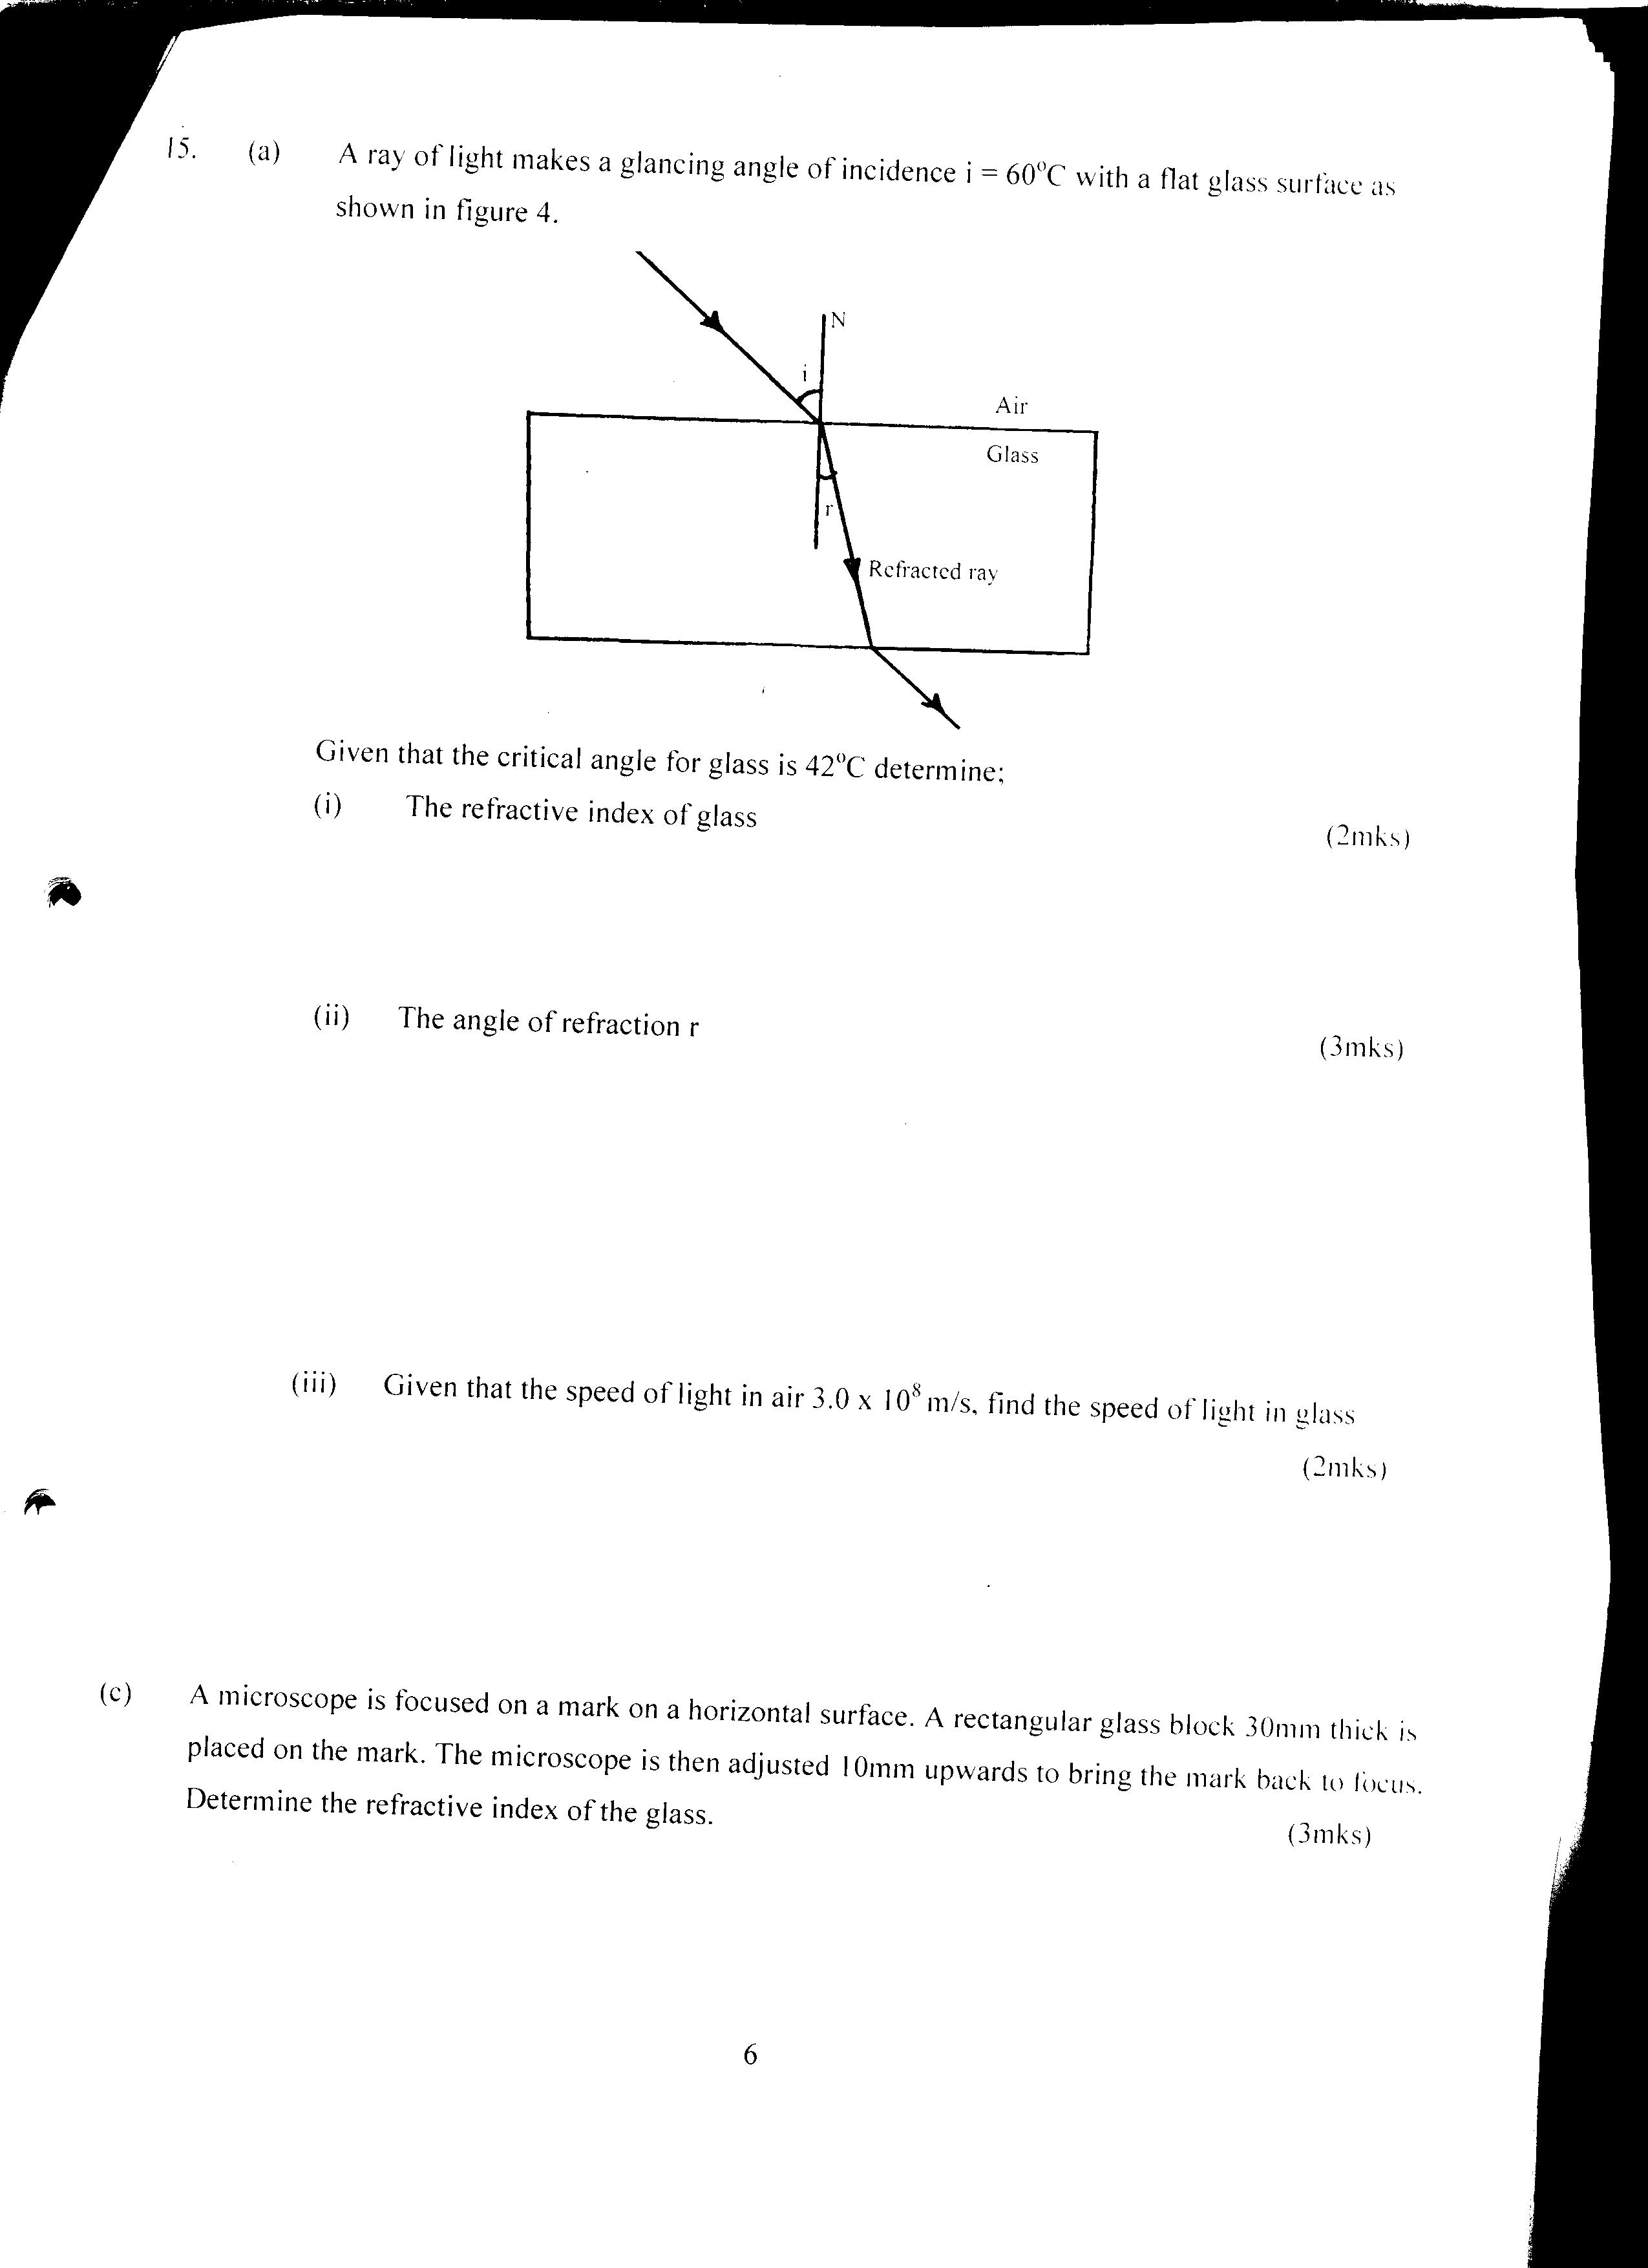 15. (a) A ray of light makes a glancing angle of incidence i = 60⁰C with a flat glass surface as
shown in figure 4.
N
i
Air
Glass
r
Refracted ray
Given that the critical angle for glass is 42⁰C determine;
(i) The refractive index of glass
(2mks)
(ii) The angle of refraction r
(3mks)
(iii) Given that the speed of light in air 3.0 x 10⁸ m/s, find the speed of light in glass
(2mks)
(c) A microscope is focused on a mark on a horizontal surface. A rectangular glass block 30mm thick is
placed on the mark. The microscope is then adjusted 10mm upwards to bring the mark back to focus.
Determine the refractive index of the glass.
(3mks)
6